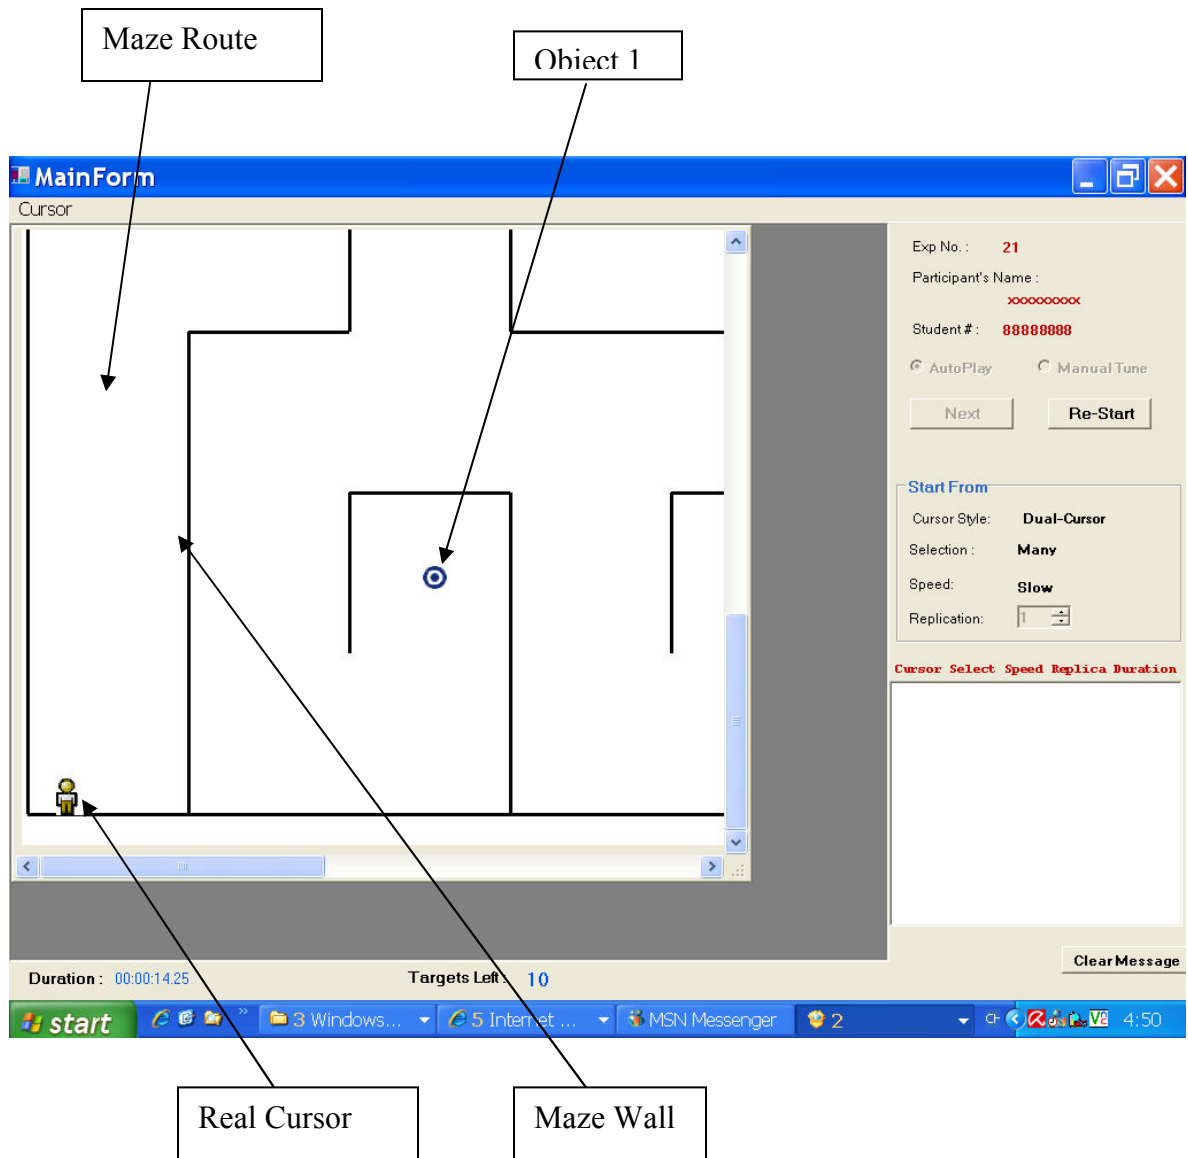 Maze Route
Object 1
MainForm
Cursor
Exp No. : 21
Participant's Name :
xxxxxxxxx
Student # : 88888888
AutoPlay Manual Tune
Next Re-Start
Start From
Cursor Style: Dual-Cursor
Selection : Many
Speed: Slow
Replication: 1
Cursor Select Speed Replica Duration
Clear Message
Duration : 00:00:14.25 Targets Left : 10
start » 3 Windows... 5 Internet ... MSN Messenger 2 CH 4:50
Real Cursor
Maze Wall